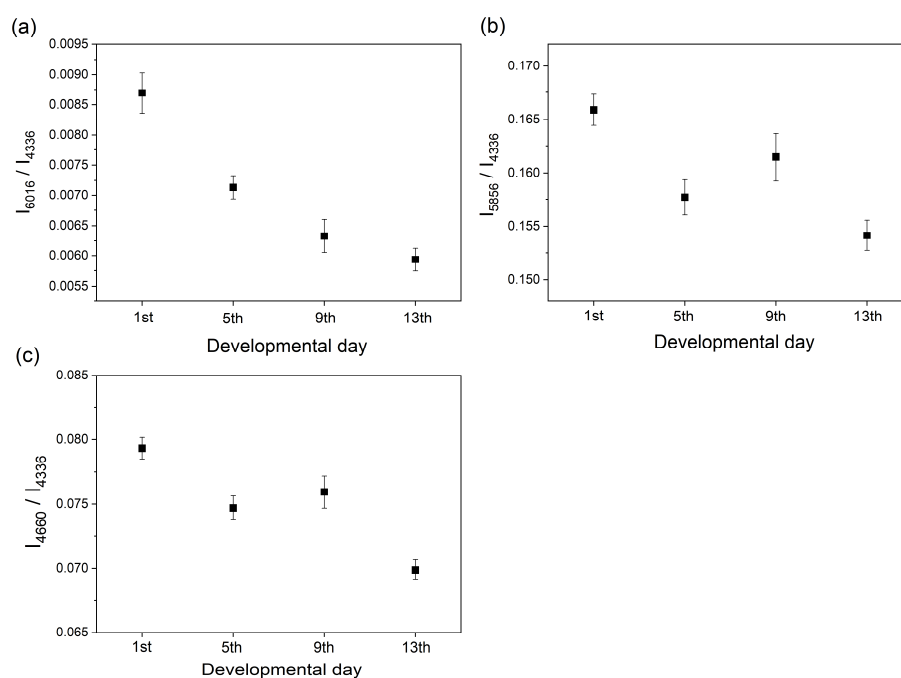 (a)
0.0095
0.0090
0.0085
0.0080
0.0075
0.0070
0.0065
0.0060
0.0055
I6016 / I4336
1st 5th 9th 13th
Developmental day
(b)
0.170
0.165
0.160
0.155
0.150
I5856 / I4336
1st 5th 9th 13th
Developmental day
(c)
0.085
0.080
0.075
0.070
0.065
I4660 / I4336
1st 5th 9th 13th
Developmental day